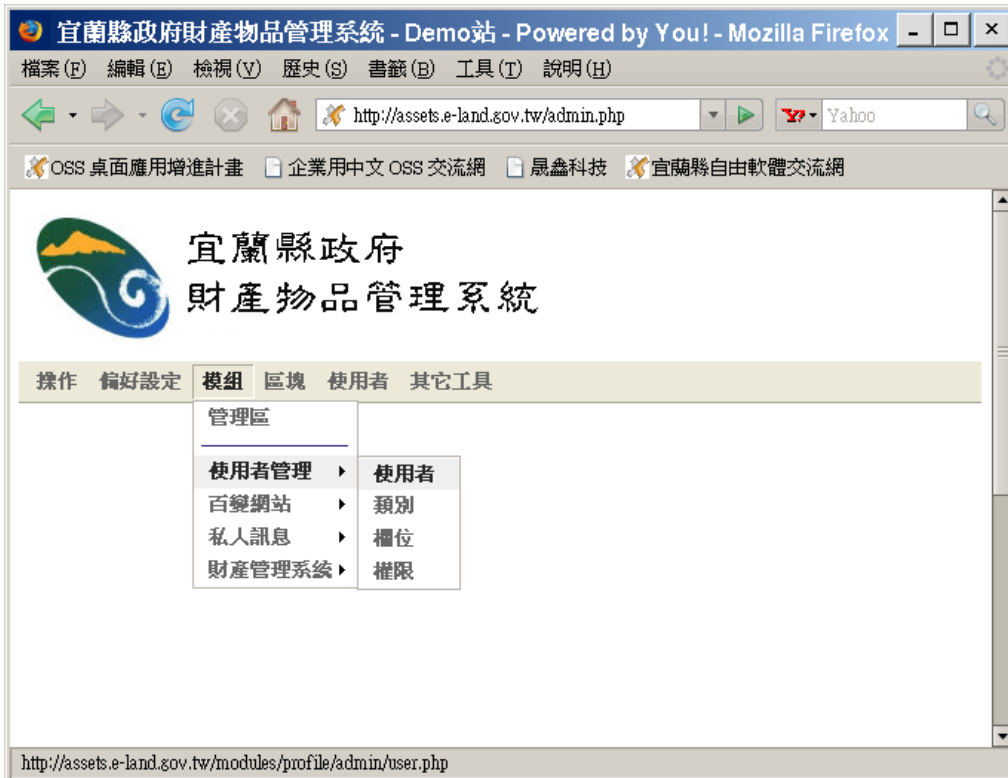 宜蘭縣政府財產物品管理系統 - Demo站 - Powered by You! - Mozilla Firefox
檔案(F) 編輯(E) 檢視(V) 歷史(S) 書籤(B) 工具(T) 說明(H)
http://assets.e-land.gov.tw/admin.php Yahoo
OSS 桌面應用增進計畫 企業用中文 OSS 交流網 晟鑫科技 宜蘭縣自由軟體交流網
宜蘭縣政府
財產物品管理系統
操作 偏好設定 模組 區塊 使用者 其它工具
管理區
使用者管理 使用者
百變網站 類別
私人訊息 欄位
財產管理系統 權限
http://assets.e-land.gov.tw/modules/profile/admin/user.php